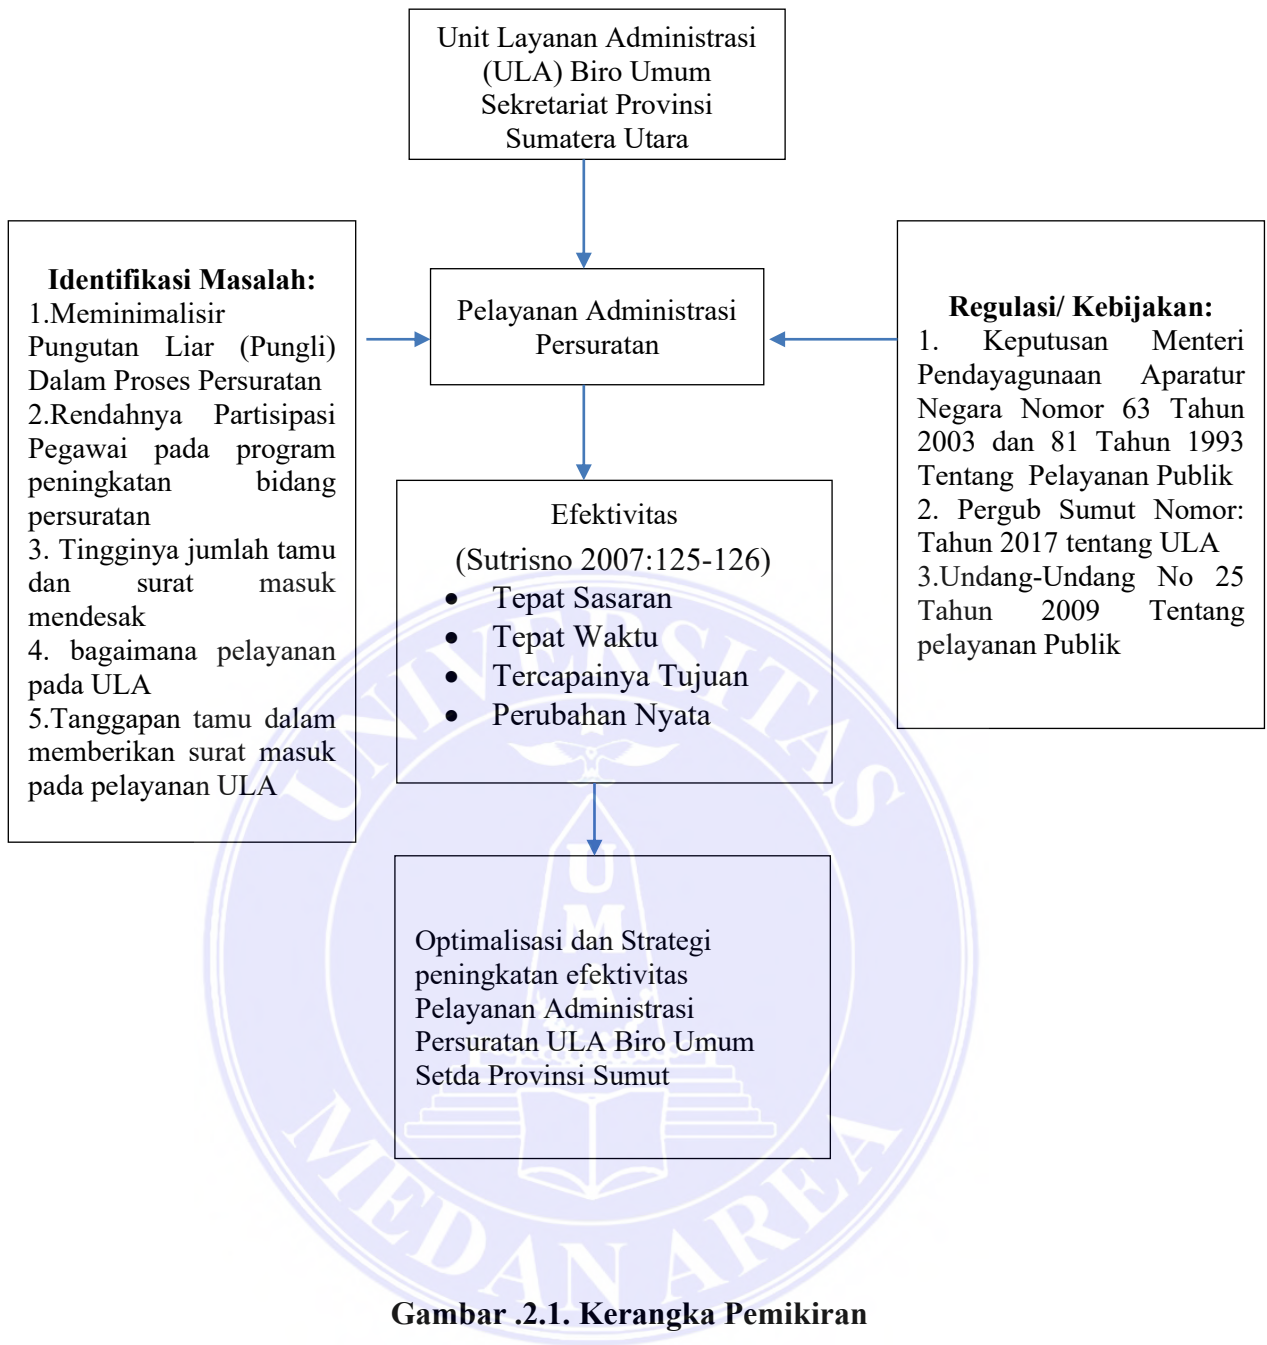 Unit Layanan Administrasi
(ULA) Biro Umum
Sekretariat Provinsi
Sumatera Utara
Identifikasi Masalah:
1.Meminimalisir
Pungutan Liar (Pungli)
Dalam Proses Persuratan
2.Rendahnya Partisipasi
Pegawai pada program
peningkatan bidang
persuratan
3. Tingginya jumlah tamu
dan surat masuk
mendesak
4. bagaimana pelayanan
pada ULA
5.Tanggapan tamu dalam
memberikan surat masuk
pada pelayanan ULA
Pelayanan Administrasi
Persuratan
Regulasi/ Kebijakan:
1. Keputusan Menteri
Pendayagunaan Aparatur
Negara Nomor 63 Tahun
2003 dan 81 Tahun 1993
Tentang Pelayanan Publik
2. Pergub Sumut Nomor:
Tahun 2017 tentang ULA
3.Undang-Undang No 25
Tahun 2009 Tentang
pelayanan Publik
Efektivitas
(Sutrisno 2007:125-126)
• Tepat Sasaran
• Tepat Waktu
• Tercapainya Tujuan
• Perubahan Nyata
Optimalisasi dan Strategi
peningkatan efektivitas
Pelayanan Administrasi
Persuratan ULA Biro Umum
Setda Provinsi Sumut
UNIVERSITAS
UMA
MEDAN AREA
Gambar .2.1. Kerangka Pemikiran